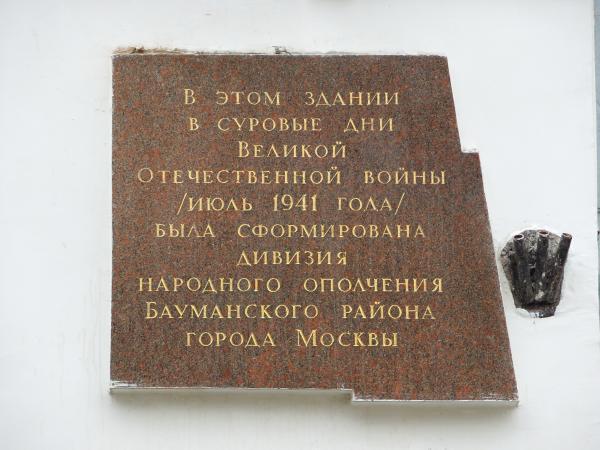 В этом здании
в суровые дни
Великой
Отечественной войны
/июль 1941 года/
была сформирована
дивизия
народного ополчения
Бауманского района
города Москвы